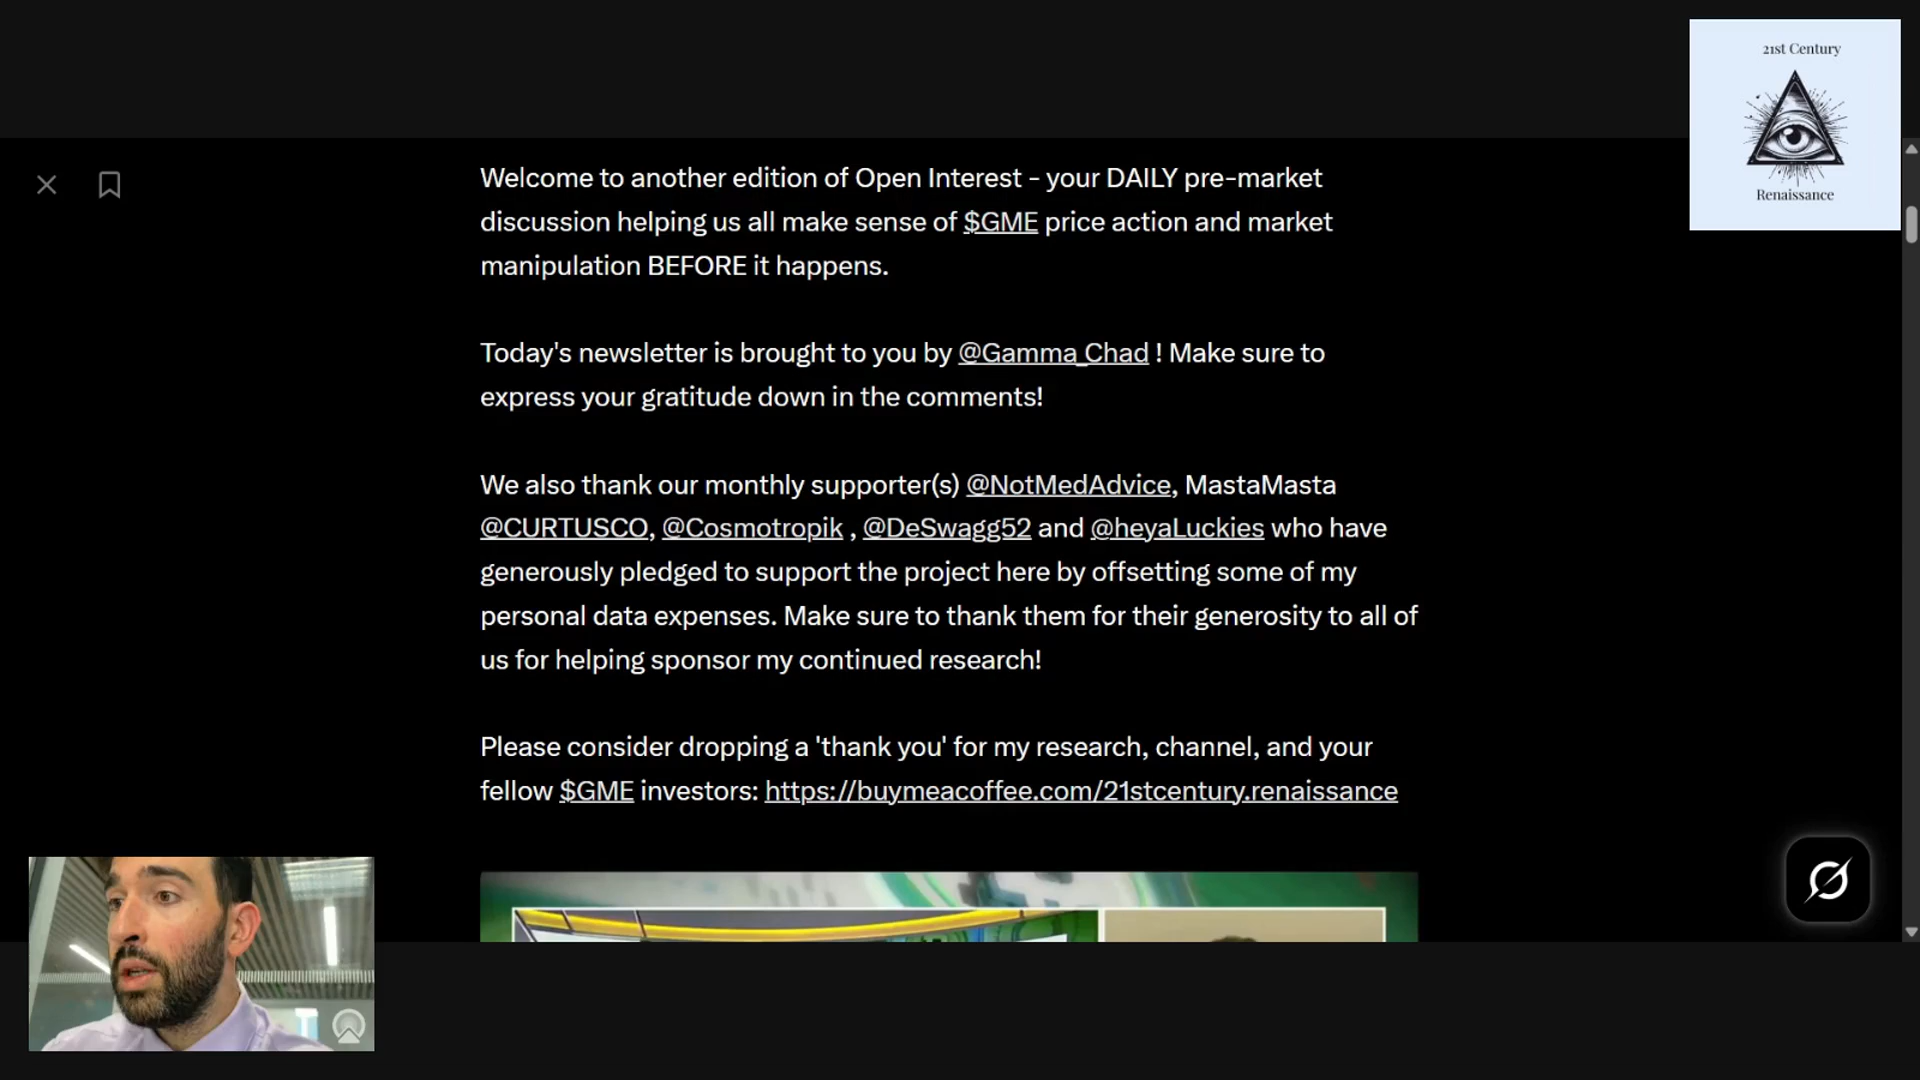 21st Century
Renaissance
Welcome to another edition of Open Interest - your DAILY pre-market
discussion helping us all make sense of $GME price action and market
manipulation BEFORE it happens.
Today's newsletter is brought to you by @Gamma_Chad ! Make sure to
express your gratitude down in the comments!
We also thank our monthly supporter(s) @NotMedAdvice, MastaMasta
@CURTUSCO, @Cosmotropik , @DeSwagg52 and @heyaLuckies who have
generously pledged to support the project here by offsetting some of my
personal data expenses. Make sure to thank them for their generosity to all of
us for helping sponsor my continued research!
Please consider dropping a 'thank you' for my research, channel, and your
fellow $GME investors: https://buymeacoffee.com/21stcentury.renaissance